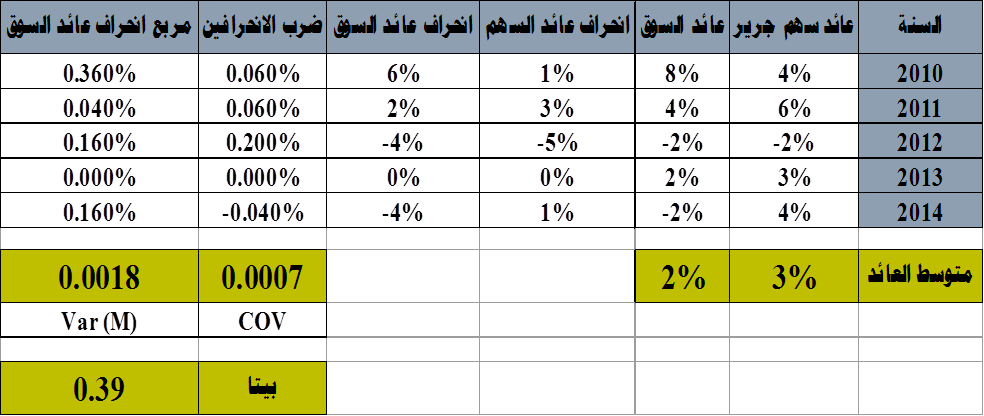 السنة عائد سهم جرير عائد السوق انحراف عائد السهم انحراف عائد السوق ضرب الانحرافين مربع انحراف عائد السوق
2010 4% 8% 1% 6% 0.060% 0.360%
2011 6% 4% 3% 2% 0.060% 0.040%
2012 -2% -2% -5% -4% 0.200% 0.160%
2013 3% 2% 0% 0% 0.000% 0.000%
2014 4% -2% 1% -4% -0.040% 0.160%
متوسط العائد 3% 2% 0.0007 0.0018
COV Var (M)
بيتا 0.39